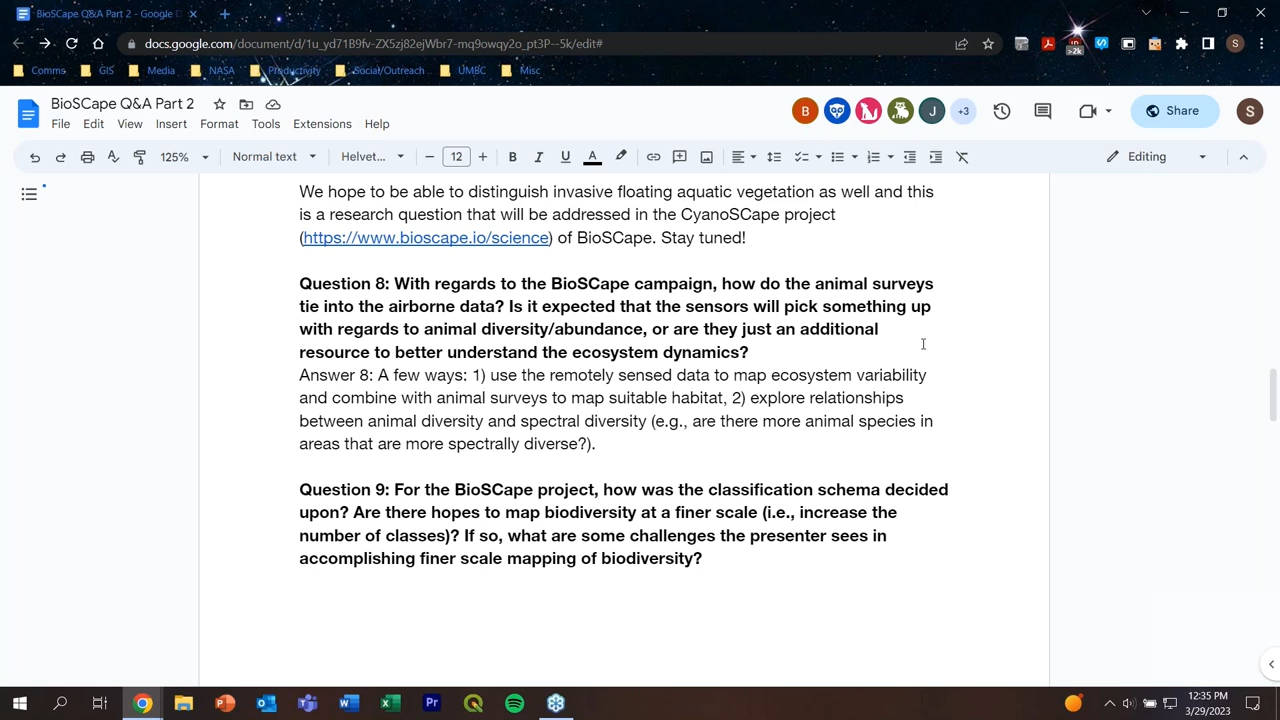 BioSCape Q&A Part 2 - Google D
docs.google.com/document/d/1u_yd71B9fv-ZX5zj82ejWbr7-mq9owqy2o_pt3P--5k/edit#
>2k
S
Comms
GIS
Media
NASA
Productivity
Social/Outreach
UMBC
Misc
BioSCape Q&A Part 2
B
J
+3
Share
S
File
Edit
View
Insert
Format
Tools
Extensions
Help
125%
Normal text
Helvet...
12
B
I
U
A
Editing
We hope to be able to distinguish invasive floating aquatic vegetation as well and this
is a research question that will be addressed in the CyanoSCape project
(https://www.bioscape.io/science) of BioSCape. Stay tuned!
Question 8: With regards to the BioSCape campaign, how do the animal surveys
tie into the airborne data? Is it expected that the sensors will pick something up
with regards to animal diversity/abundance, or are they just an additional
resource to better understand the ecosystem dynamics?
Answer 8: A few ways: 1) use the remotely sensed data to map ecosystem variability
and combine with animal surveys to map suitable habitat, 2) explore relationships
between animal diversity and spectral diversity (e.g., are there more animal species in
areas that are more spectrally diverse?).
Question 9: For the BioSCape project, how was the classification schema decided
upon? Are there hopes to map biodiversity at a finer scale (i.e., increase the
number of classes)? If so, what are some challenges the presenter sees in
accomplishing finer scale mapping of biodiversity?
12:35 PM
3/29/2023